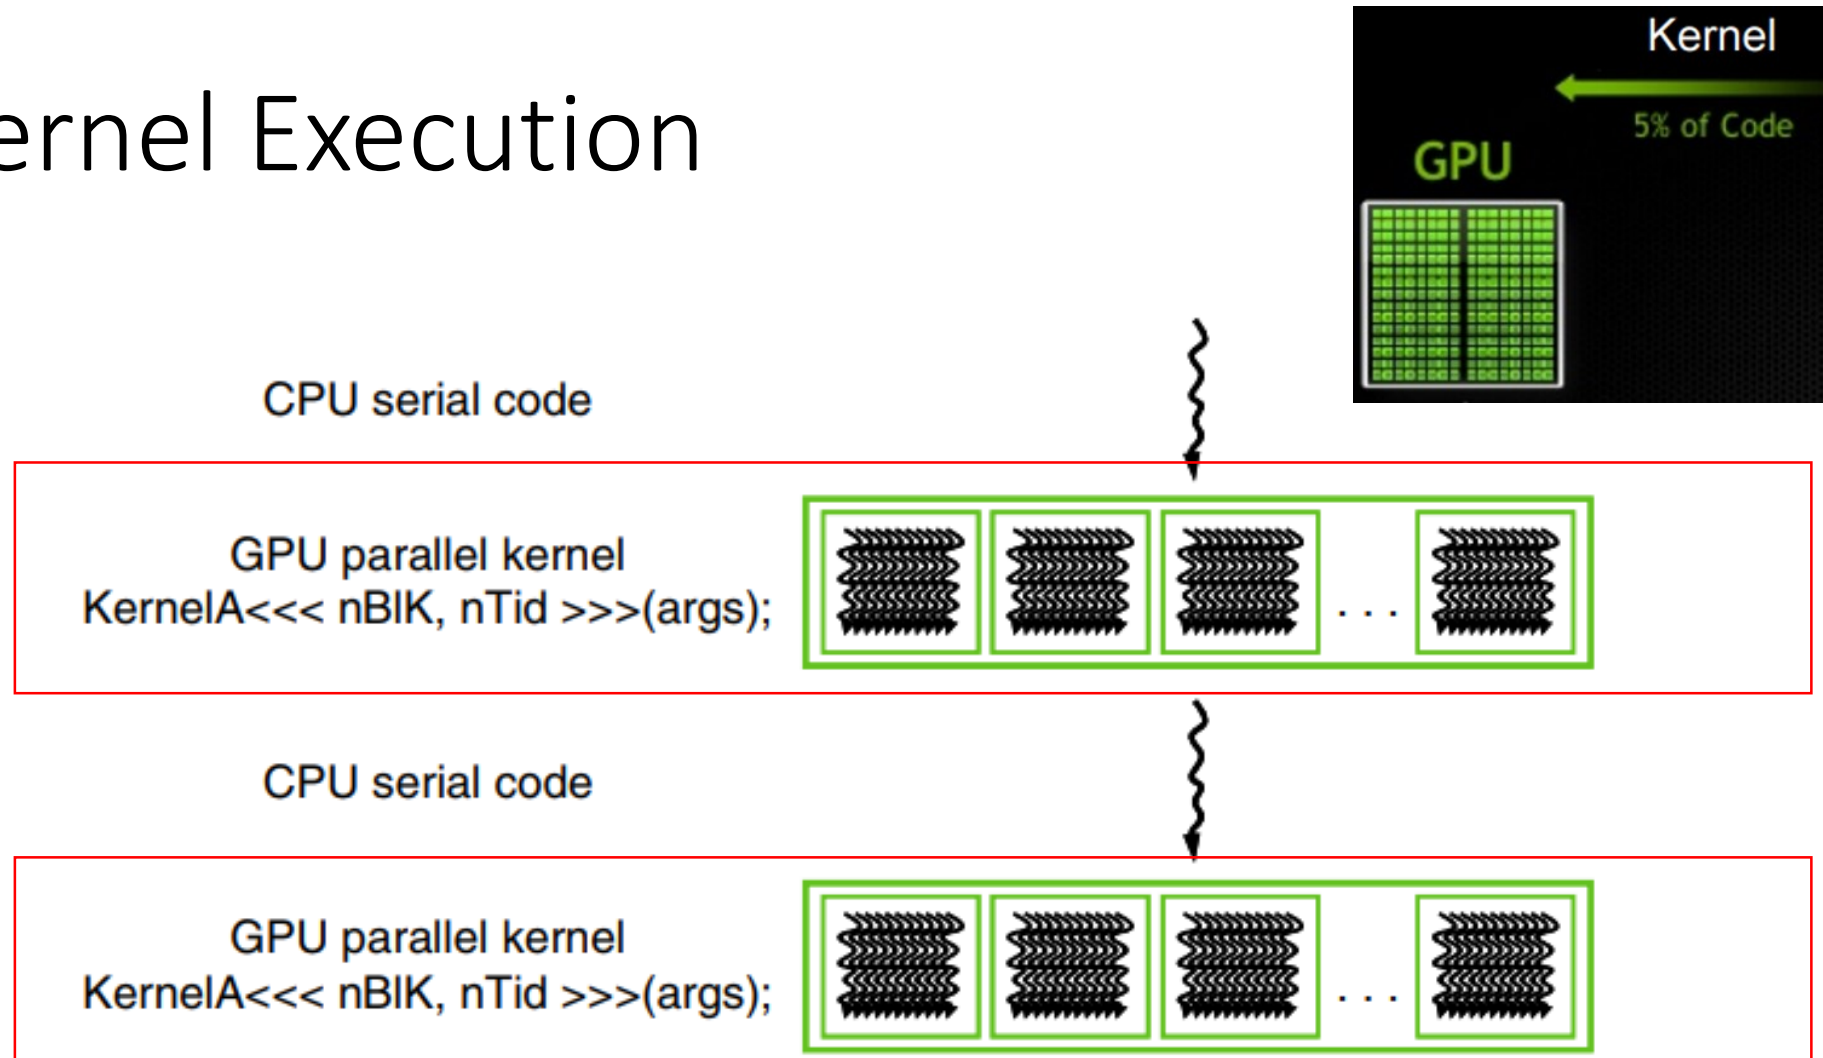 ernel Execution
Kernel
5% of Code
GPU
CPU serial code
GPU parallel kernel
KernelA<<< nBlK, nTid >>>(args);
. . .
CPU serial code
GPU parallel kernel
KernelA<<< nBlK, nTid >>>(args);
. . .